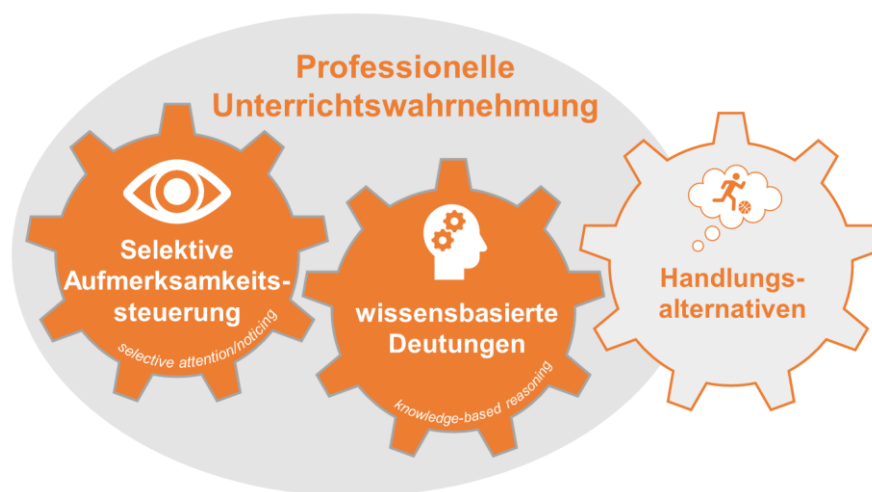 Professionelle
Unterrichtswahrnehmung
Selektive
Aufmerksamkeits-
steuerung
selective attention/noticing
wissensbasierte
Deutungen
knowledge-based reasoning
Handlungs-
alternativen